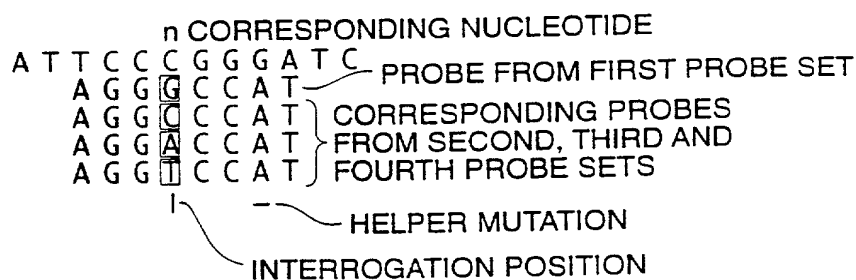 n CORRESPONDING NUCLEOTIDE
A T T C C C G G G A T C
A G G G C C A T PROBE FROM FIRST PROBE SET
A G G C C C A T CORRESPONDING PROBES
A G G A C C A T FROM SECOND, THIRD AND
A G G T C C A T FOURTH PROBE SETS
I – HELPER MUTATION
INTERROGATION POSITION